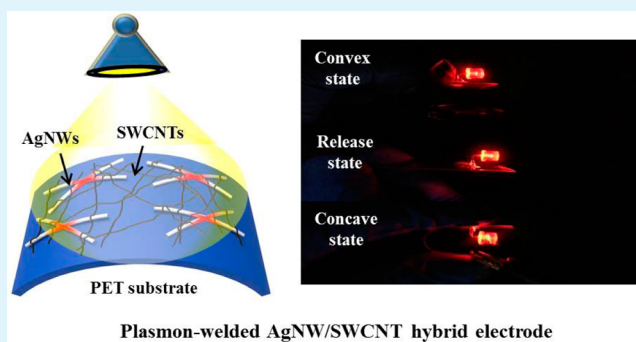 AgNWs
SWCNTs
PET substrate
Convex
state
Release
state
Concave
state
Plasmon-welded AgNW/SWCNT hybrid electrode